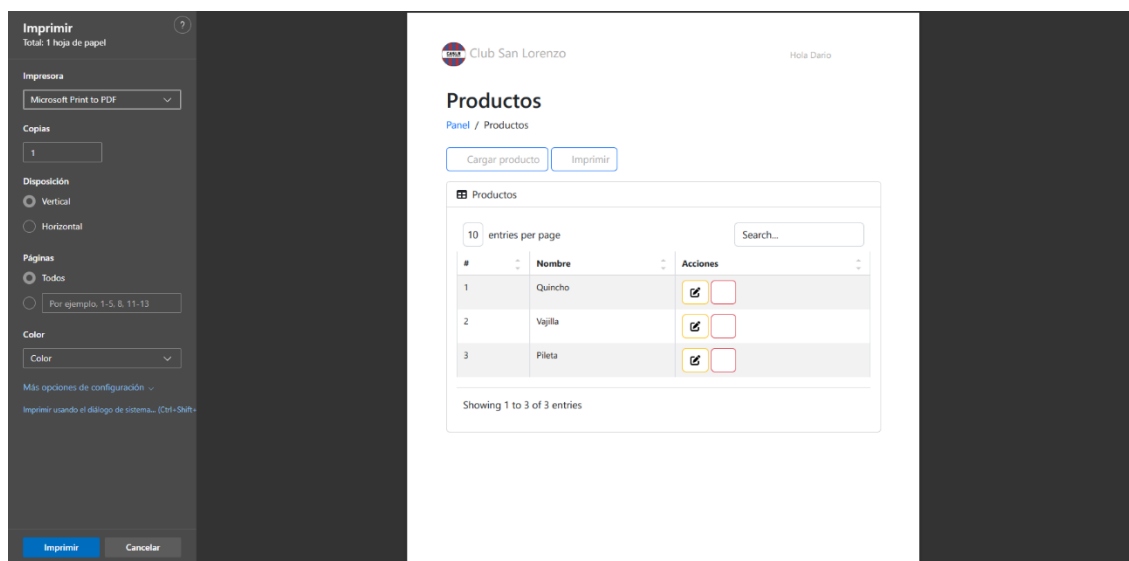 Imprimir
?
Total: 1 hoja de papel
Impresora
Microsoft Print to PDF
Copias
1
Disposición
Vertical
Horizontal
Páginas
Todos
Por ejemplo, 1-5, 8, 11-13
Color
Color
Más opciones de configuración
Imprimir usando el diálogo de sistema... (Ctrl+Shift+
Imprimir Cancelar
Club San Lorenzo Hola Dario
Productos
Panel / Productos
Cargar producto Imprimir
Productos
10 entries per page Search...
# Nombre Acciones
1 Quincho
2 Vajilla
3 Pileta
Showing 1 to 3 of 3 entries